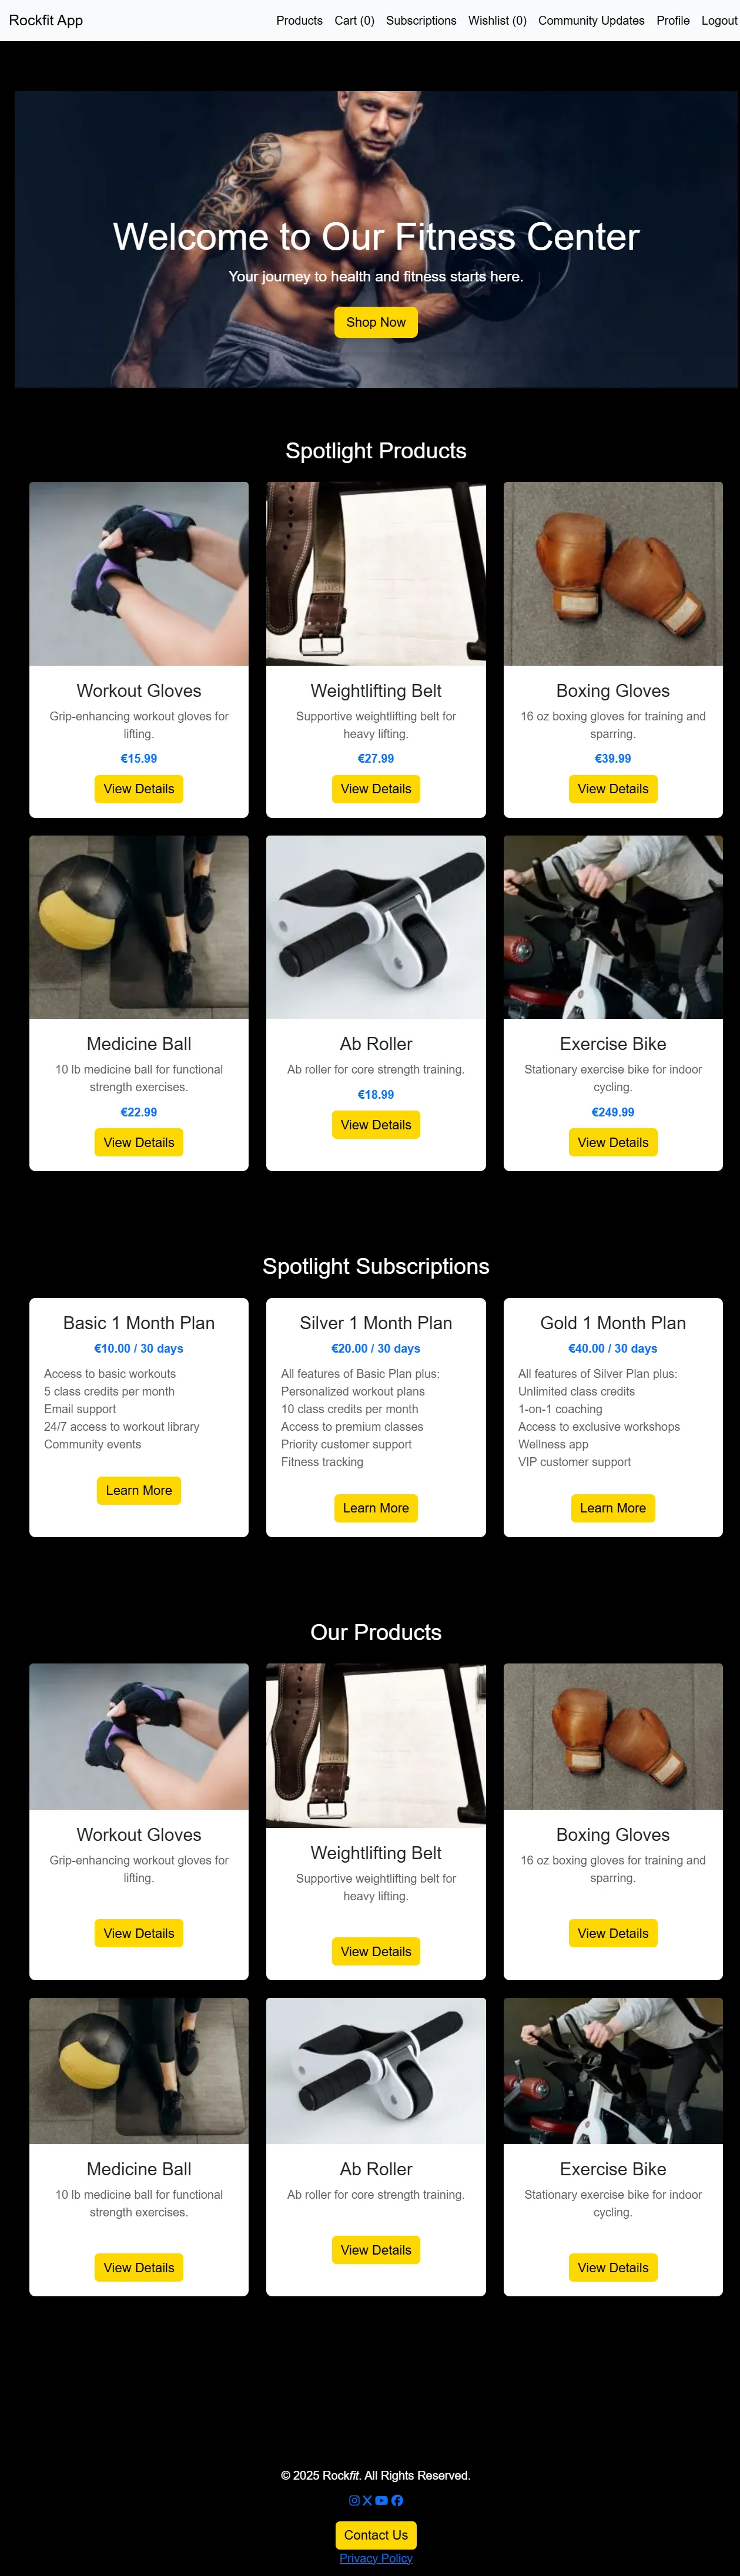 Rockfit App
Products Cart (0) Subscriptions Wishlist (0) Community Updates Profile Logout
Welcome to Our Fitness Center
Your journey to health and fitness starts here.
Shop Now
Spotlight Products
Workout Gloves
Grip-enhancing workout gloves for
lifting.
€15.99
View Details
Weightlifting Belt
Supportive weightlifting belt for
heavy lifting.
€27.99
View Details
Boxing Gloves
16 oz boxing gloves for training and
sparring.
€39.99
View Details
Medicine Ball
10 lb medicine ball for functional
strength exercises.
€22.99
View Details
Ab Roller
Ab roller for core strength training.
€18.99
View Details
Exercise Bike
Stationary exercise bike for indoor
cycling.
€249.99
View Details
Spotlight Subscriptions
Basic 1 Month Plan
€10.00 / 30 days
Access to basic workouts
5 class credits per month
Email support
24/7 access to workout library
Community events
Learn More
Silver 1 Month Plan
€20.00 / 30 days
All features of Basic Plan plus:
Personalized workout plans
10 class credits per month
Access to premium classes
Priority customer support
Fitness tracking
Learn More
Gold 1 Month Plan
€40.00 / 30 days
All features of Silver Plan plus:
Unlimited class credits
1-on-1 coaching
Access to exclusive workshops
Wellness app
VIP customer support
Learn More
Our Products
Workout Gloves
Grip-enhancing workout gloves for
lifting.
View Details
Weightlifting Belt
Supportive weightlifting belt for
heavy lifting.
View Details
Boxing Gloves
16 oz boxing gloves for training and
sparring.
View Details
Medicine Ball
10 lb medicine ball for functional
strength exercises.
View Details
Ab Roller
Ab roller for core strength training.
View Details
Exercise Bike
Stationary exercise bike for indoor
cycling.
View Details
© 2025 Rockfit. All Rights Reserved.
Contact Us
Privacy Policy